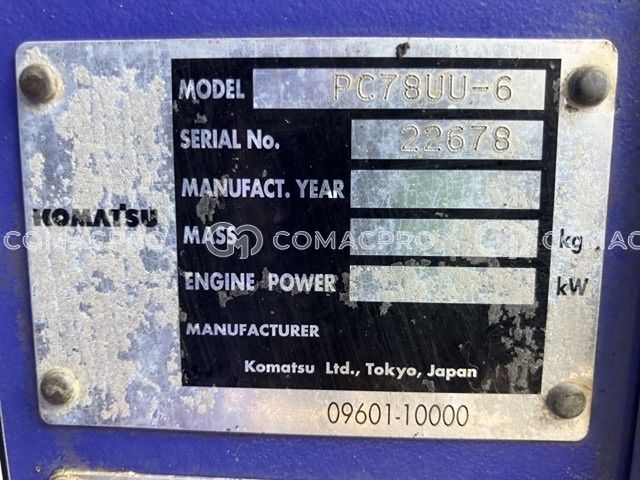 MODEL PC78UU-6
SERIAL No. 22678
MANUFACT. YEAR
KOMATSU
MASS kg
COMACPRO COMACPRO COMAC
ENGINE POWER kW
MANUFACTURER
Komatsu Ltd., Tokyo, Japan
09601-10000